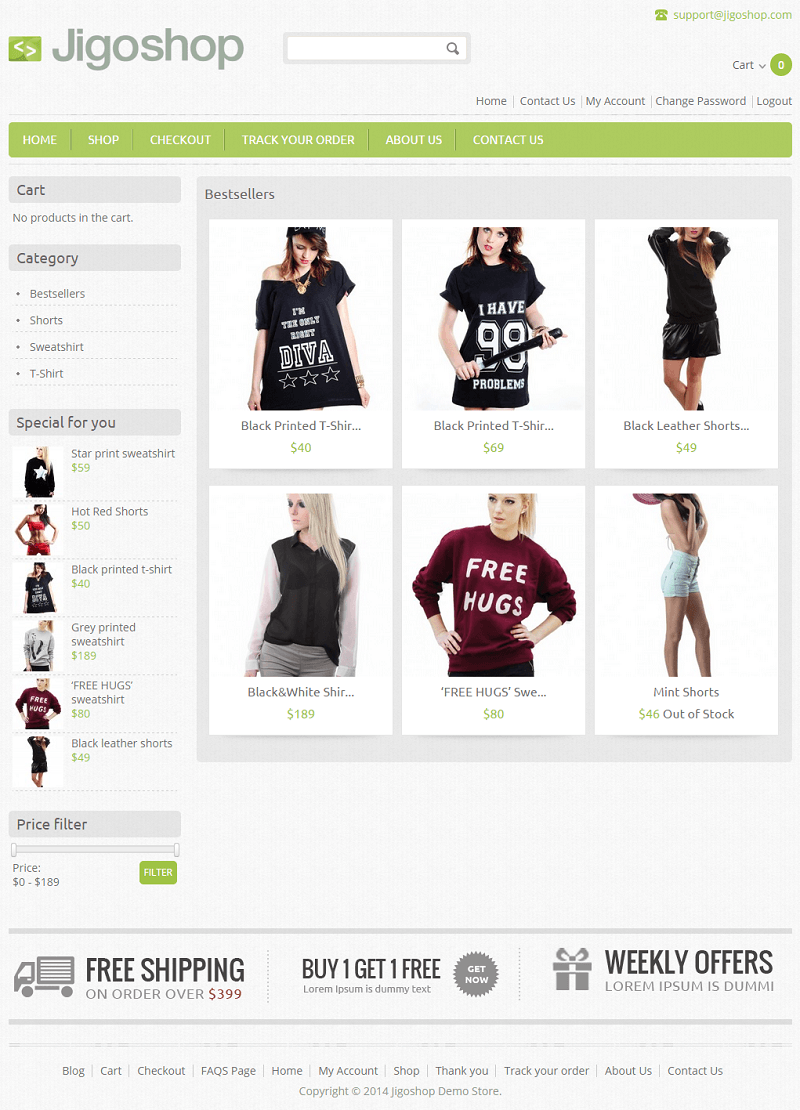 support@jigoshop.com
Jigoshop
Cart 0
Home Contact Us My Account Change Password Logout
HOME SHOP CHECKOUT TRACK YOUR ORDER ABOUT US CONTACT US
Cart
No products in the cart.
Category
Bestsellers
Shorts
Sweatshirt
T-Shirt
Special for you
Star print sweatshirt
$59
Hot Red Shorts
$50
Black printed t-shirt
$40
Grey printed
sweatshirt
$189
‘FREE HUGS’
sweatshirt
$80
FREE
HUGS
Black leather shorts
$49
Price filter
Price:
$0 - $189
FILTER
Bestsellers
I'M
THE ONLY
RIGHT
DIVA
Black Printed T-Shir...
$40
I HAVE
99
PROBLEMS
Black Printed T-Shir...
$69
Black Leather Shorts...
$49
Black&White Shir...
$189
FREE
HUGS
‘FREE HUGS’ Swe...
$80
Mint Shorts
$46 Out of Stock
FREE SHIPPING
ON ORDER OVER $399
BUY 1 GET 1 FREE
Lorem Ipsum is dummy text
GET
NOW
WEEKLY OFFERS
LOREM IPSUM IS DUMMI
Blog Cart Checkout FAQS Page Home My Account Shop Thank you Track your order About Us Contact Us
Copyright © 2014 Jigoshop Demo Store.